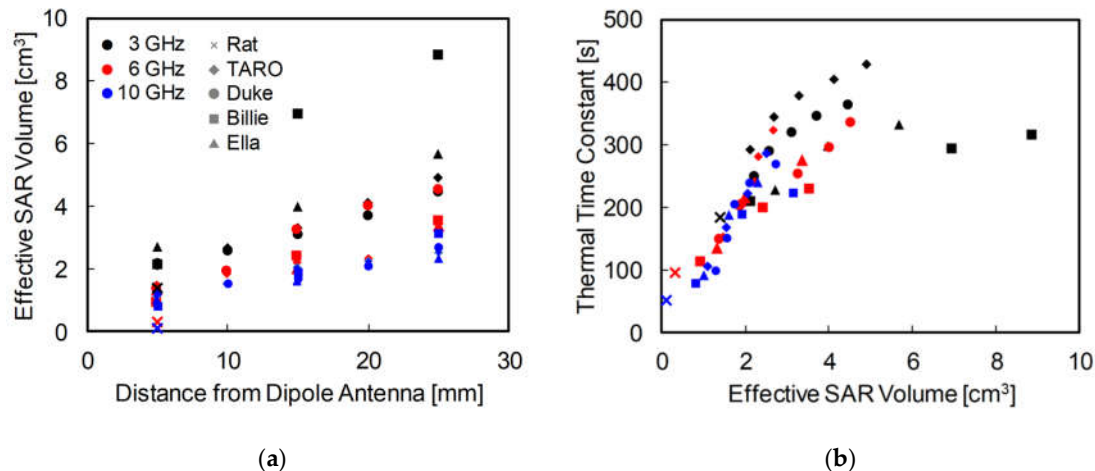 10
8
6
4
2
0
Effective SAR Volume [cm³]
3 GHz
6 GHz
10 GHz
Rat
TARO
Duke
Billie
Ella
0 10 20 30
Distance from Dipole Antenna [mm]
(a)
500
400
300
200
100
0
Thermal Time Constant [s]
0 2 4 6 8 10
Effective SAR Volume [cm³]
(b)